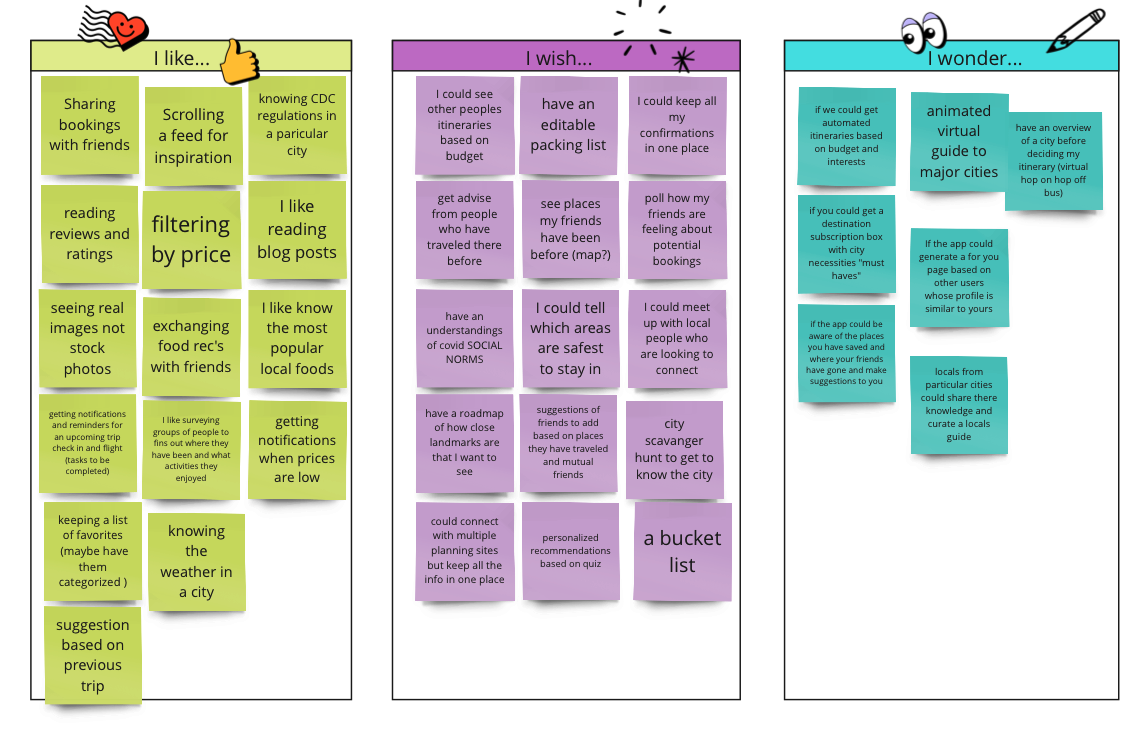 I like...
Sharing
bookings
with friends
Scrolling
a feed for
inspiration
knowing CDC
regulations in
a paricular
city
reading
reviews and
ratings
filtering
by price
I like
reading
blog posts
seeing real
images not
stock
photos
exchanging
food rec's
with friends
I like know
the most
popular
local foods
getting notifications
and reminders for
an upcoming trip
check in and flight
(tasks to be
completed)
I like surveying
groups of people to
fins out where they
have been and what
activities they
enjoyed
getting
notifications
when prices
are low
keeping a list
of favorites
(maybe have
them
categorized )
knowing
the
weather in
a city
suggestion
based on
previous
trip
I wish...
I could see
other peoples
itineraries
based on
budget
have an
editable
packing list
I could keep all
my
confirmations
in one place
get advise
from people
who have
traveled there
before
see places
my friends
have been
before (map?)
poll how my
friends are
feeling about
potential
bookings
have an
understandings
of covid SOCIAL
NORMS
I could tell
which areas
are safest
to stay in
I could meet
up with local
people who
are looking to
connect
have a roadmap
of how close
landmarks are
that I want to
see
suggestions of
friends to add
based on places
they have traveled
and mutual
friends
city
scavanger
hunt to get to
know the city
could connect
with multiple
planning sites
but keep all the
info in one place
personalized
recommendations
based on quiz
a bucket
list
I wonder...
if we could get
automated
itineraries based
on budget and
interests
animated
virtual
guide to
major cities
have an overview
of a city before
deciding my
itinerary (virtual
hop on hop off
bus)
if you could get a
destination
subscription box
with city
necessities "must
haves"
If the app could
generate a for you
page based on
other users
whose profile is
similar to yours
if the app could be
aware of the places
you have saved and
where your friends
have gone and make
suggestions to you
locals from
particular cities
could share there
knowledge and
curate a locals
guide